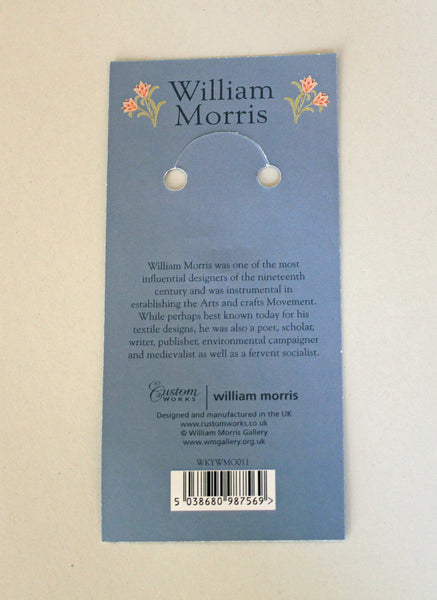 William
Morris
William Morris was one of the most
influential designers of the nineteenth
century and was instrumental in
establishing the Arts and crafts Movement.
While perhaps best known today for his
textile designs, he was also a poet, scholar,
writer, publisher, environmental campaigner
and medievalist as well as a fervent socialist.
Custom
WORKS
william morris
Designed and manufactured in the UK
www.customworks.co.uk
© William Morris Gallery
www.wmgallery.org.uk
WKYWMO011
5 038680 987569 >